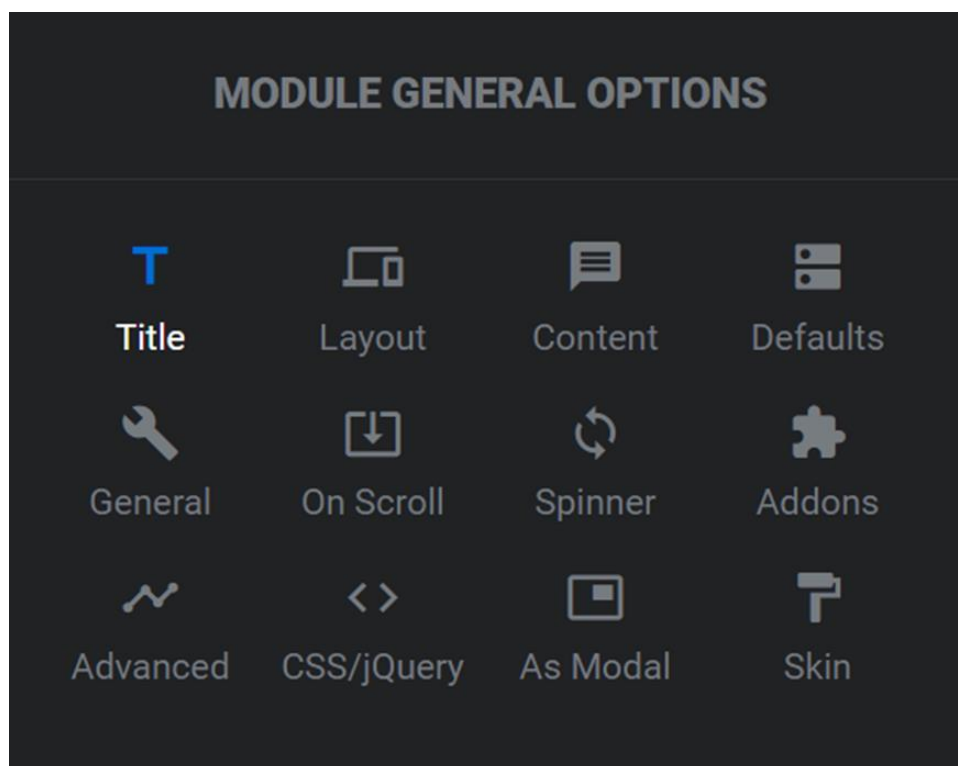 MODULE GENERAL OPTIONS
Title Layout Content Defaults
General On Scroll Spinner Addons
Advanced CSS/jQuery As Modal Skin